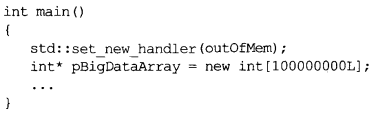 int main()
{
std::set_new_handler(outOfMem);
int* pBigDataArray = new int[100000000L];
...
}